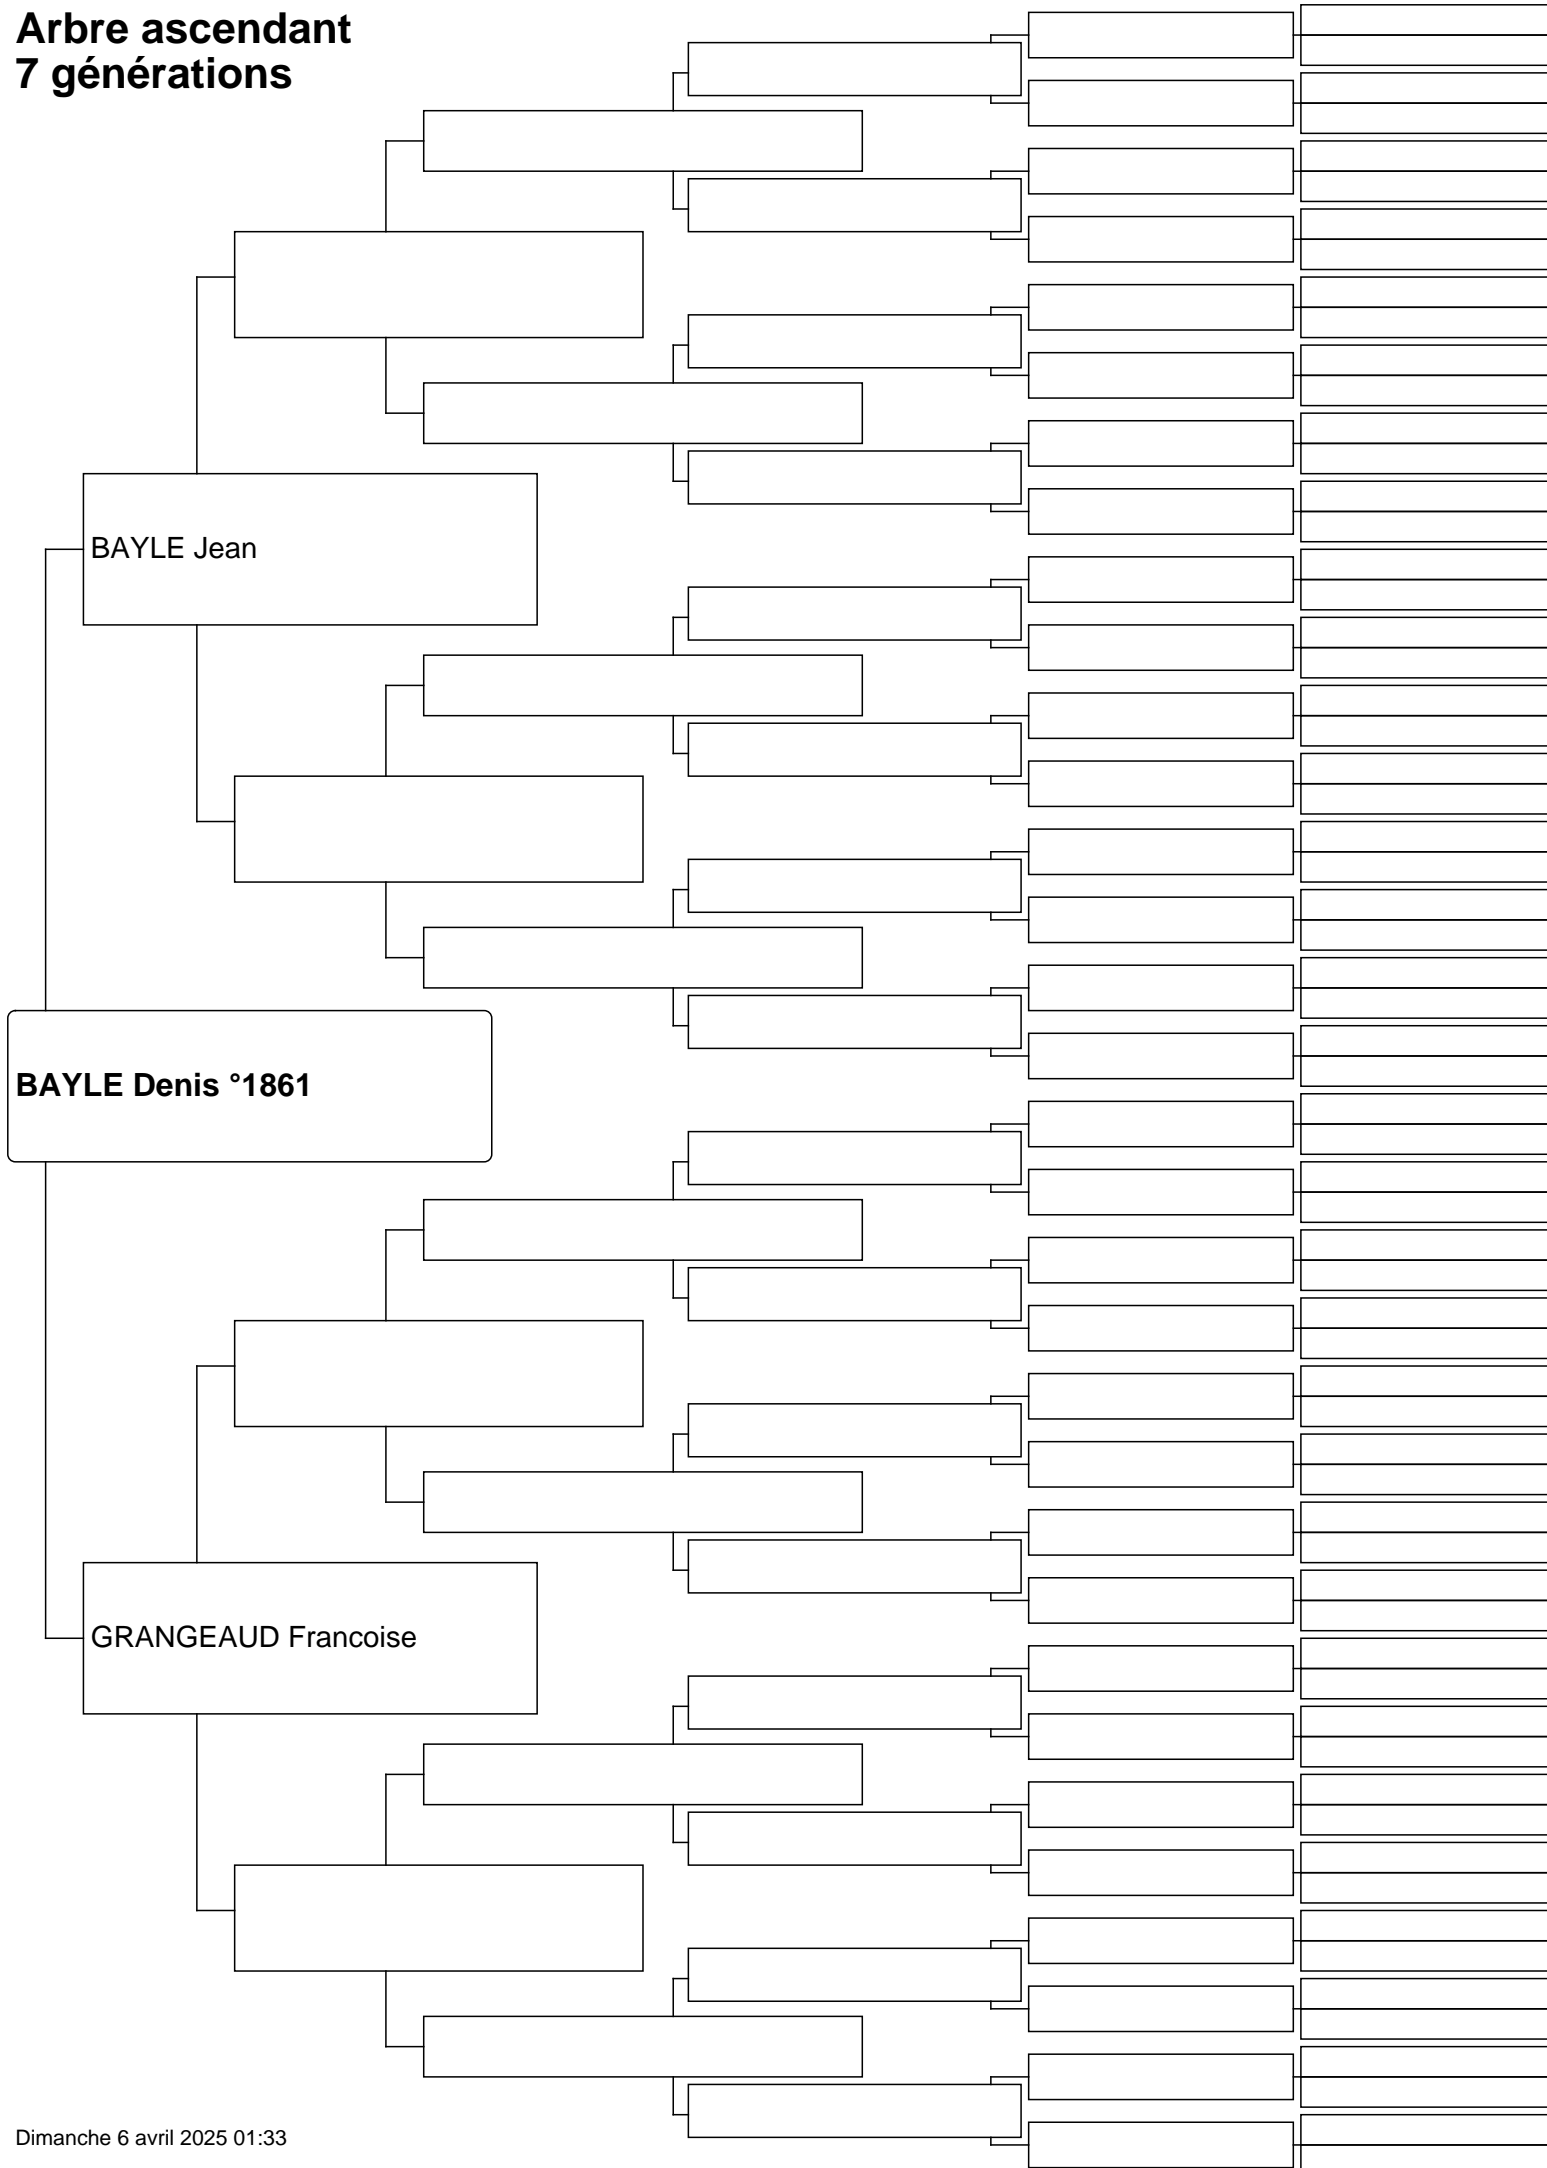 Arbre ascendant
7 générations
BAYLE Jean
BAYLE Denis °1861
GRANGEAUD Francoise
Dimanche 6 avril 2025 01:33